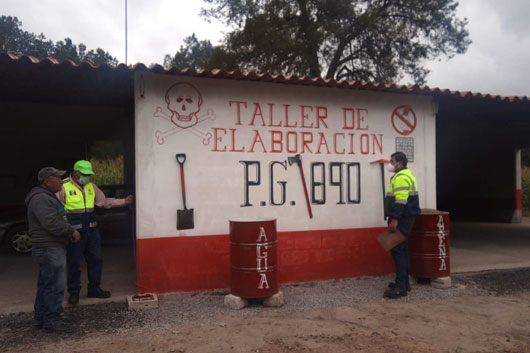 TALLER DE
ELABORACION
P.G. 890
AGUA
ARENA